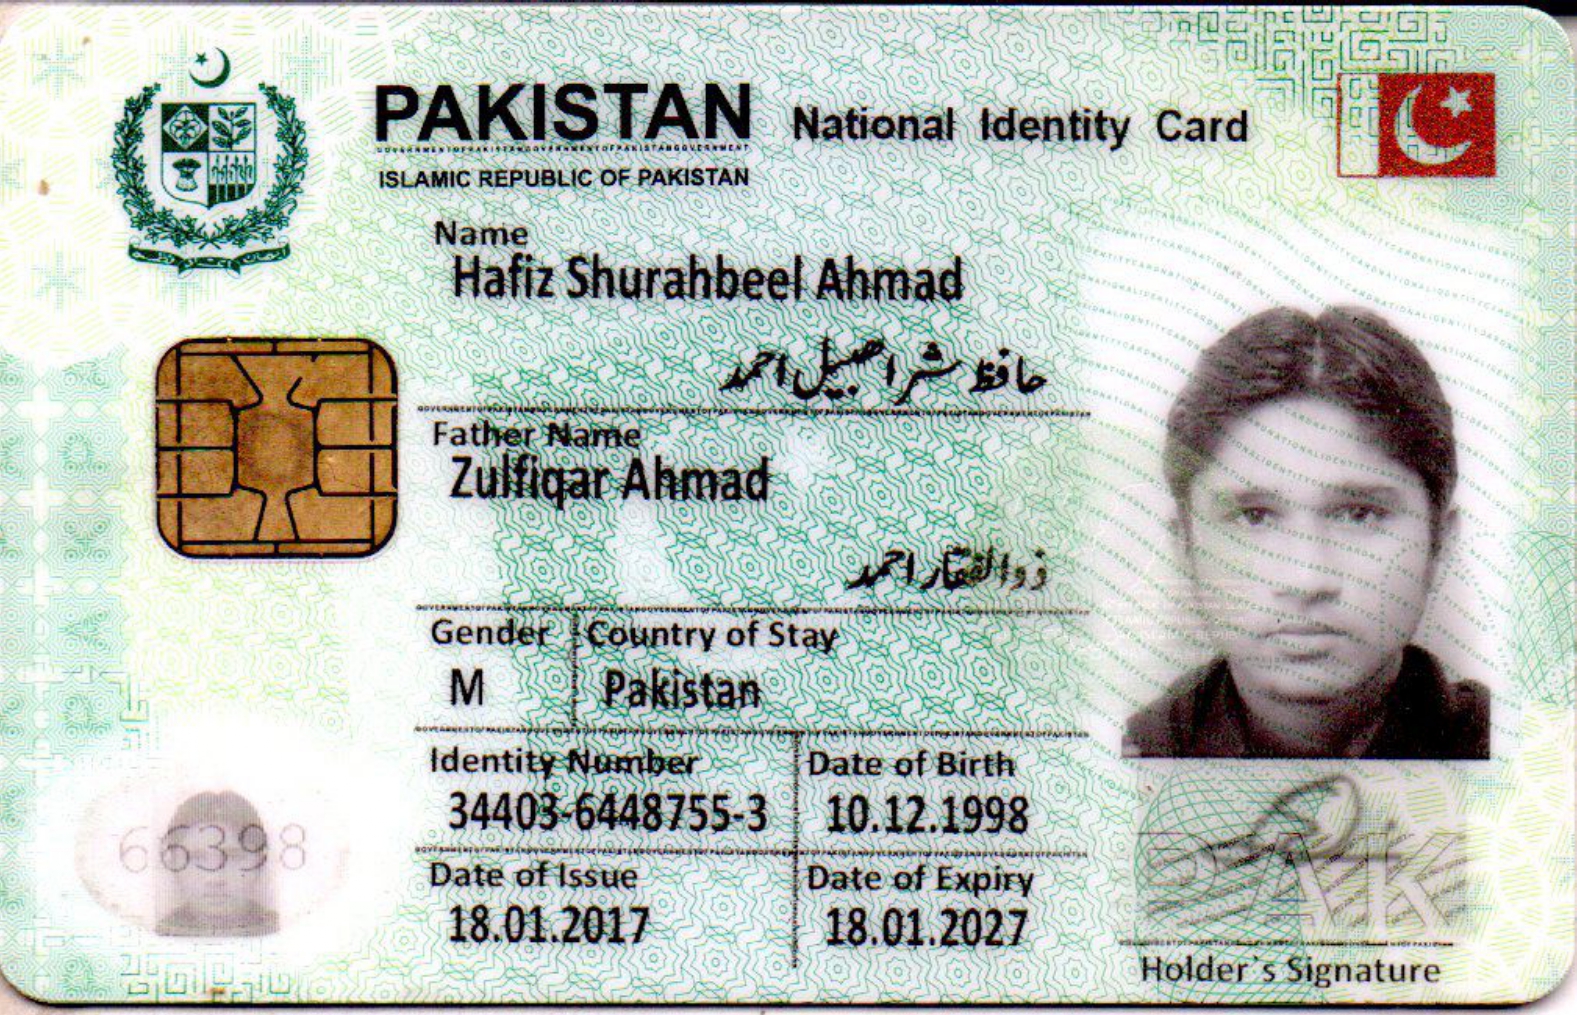 PAKISTAN National Identity Card
ISLAMIC REPUBLIC OF PAKISTAN
Name
Hafiz Shurahbeel Ahmad
حافظ شراحبیل احمد
Father Name
Zulfiqar Ahmad
ذوالفقار احمد
Gender Country of Stay
M Pakistan
Identity Number Date of Birth
34403-6448755-3 10.12.1998
Date of Issue Date of Expiry
18.01.2017 18.01.2027
66398
PAK
Holder`s Signature